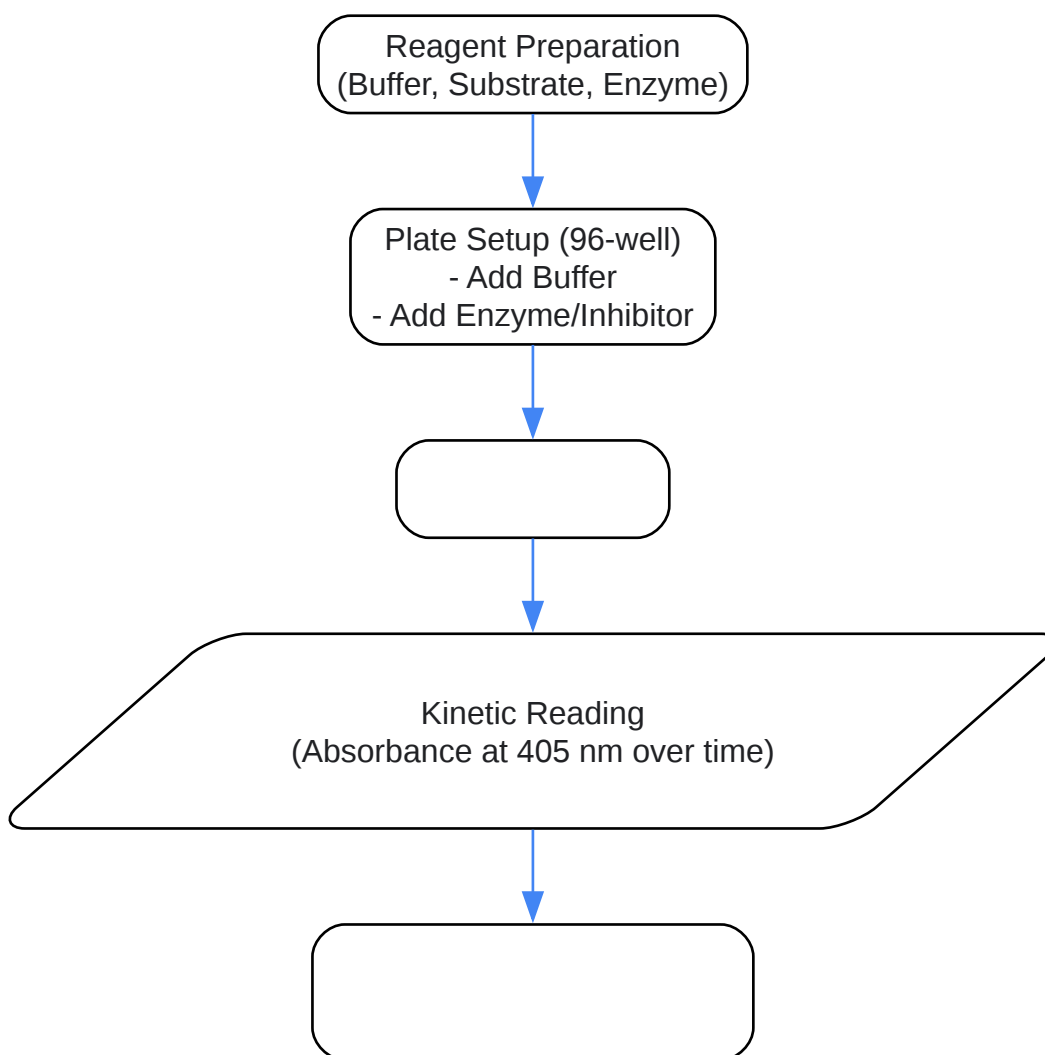 Reagent Preparation
(Buffer, Substrate, Enzyme)
Plate Setup (96-well)
- Add Buffer
- Add Enzyme/Inhibitor
Kinetic Reading
(Absorbance at 405 nm over time)